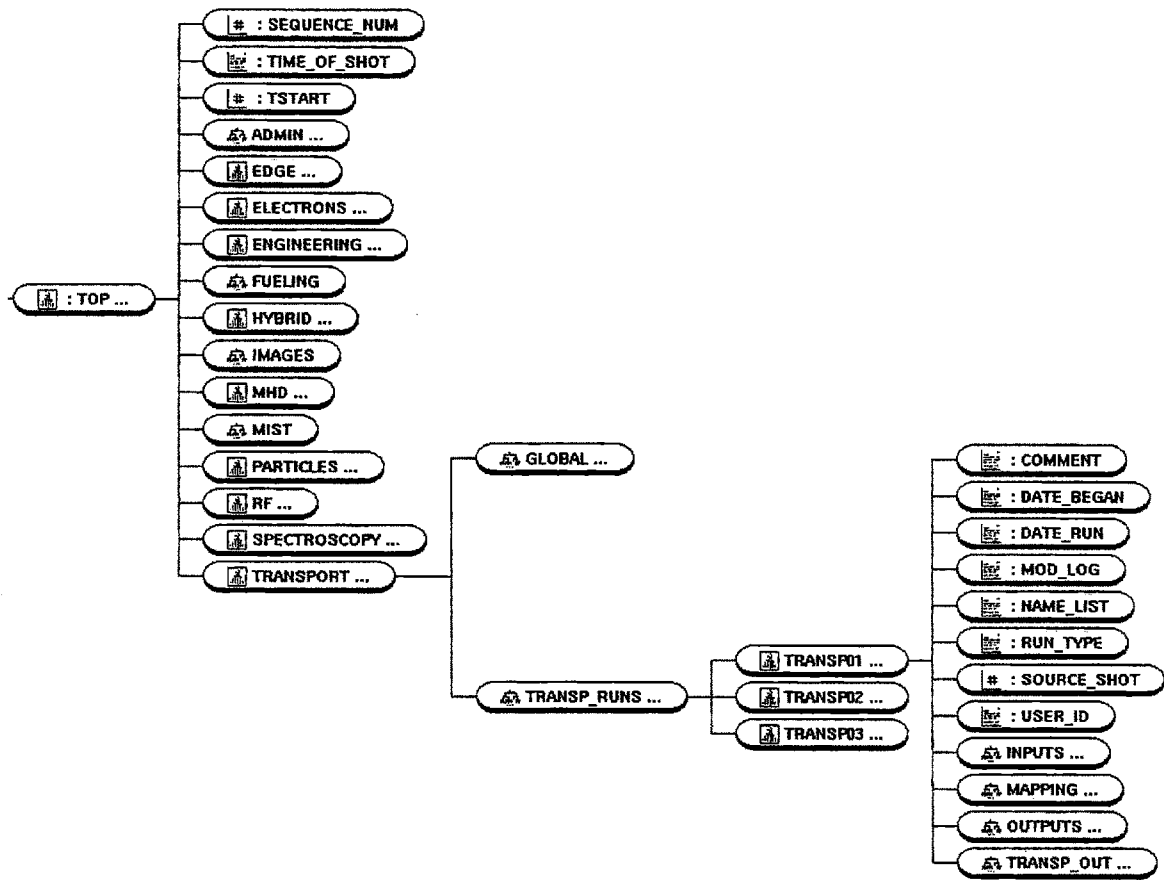 # : SEQUENCE_NUM
: TIME_OF_SHOT
# : TSTART
ADMIN ...
EDGE ...
ELECTRONS ...
ENGINEERING ...
FUELING
: TOP ...
HYBRID ...
IMAGES
MHD ...
MIST
PARTICLES ...
RF ...
SPECTROSCOPY ...
TRANSPORT ...
GLOBAL ...
TRANSP_RUNS ...
TRANSP01 ...
TRANSP02 ...
TRANSP03 ...
: COMMENT
: DATE_BEGAN
: DATE_RUN
: MOD_LOG
: NAME_LIST
: RUN_TYPE
# : SOURCE_SHOT
: USER_ID
INPUTS ...
MAPPING ...
OUTPUTS ...
TRANSP_OUT ...